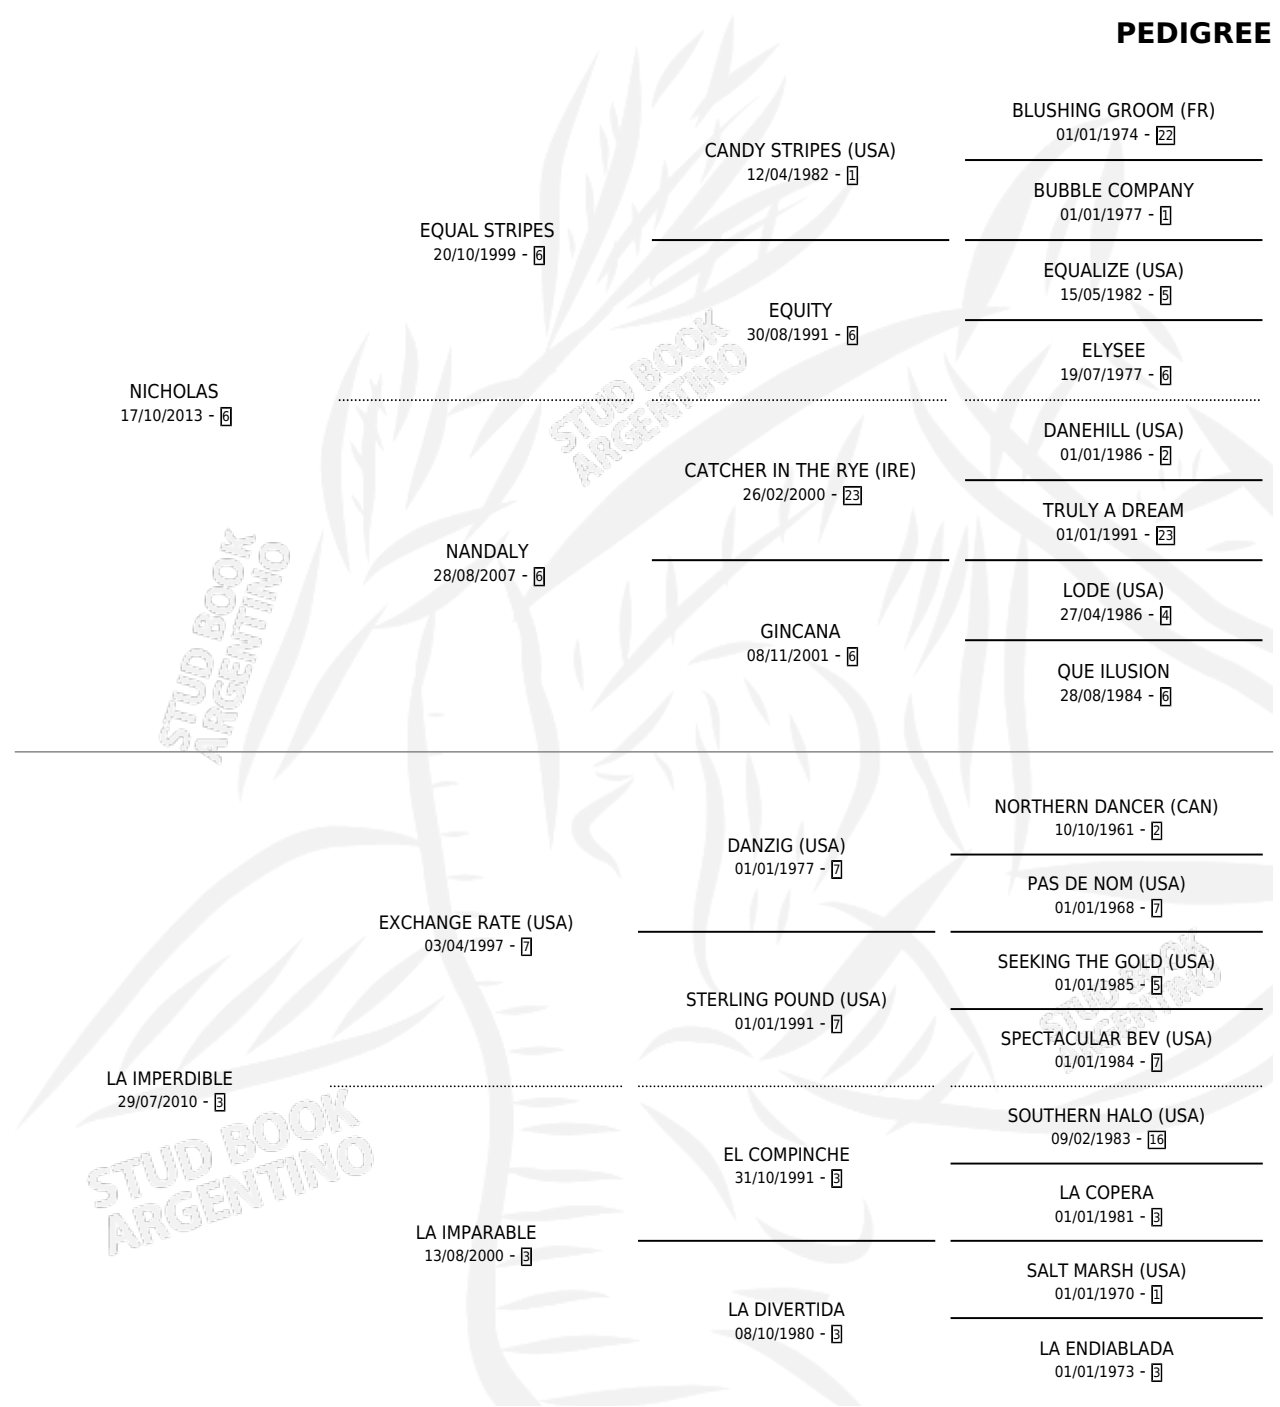 PEDIGREE
BLUSHING GROOM (FR)
01/01/1974 - 22
CANDY STRIPES (USA)
12/04/1982 - 1
BUBBLE COMPANY
01/01/1977 - 1
EQUAL STRIPES
20/10/1999 - 6
EQUALIZE (USA)
15/05/1982 - 5
EQUITY
30/08/1991 - 6
ELYSEE
19/07/1977 - 6
NICHOLAS
17/10/2013 - 6
STUD BOOK
ARGENTINO
DANEHILL (USA)
01/01/1986 - 2
CATCHER IN THE RYE (IRE)
26/02/2000 - 23
TRULY A DREAM
01/01/1991 - 23
NANDALY
28/08/2007 - 6
LODE (USA)
27/04/1986 - 4
GINCANA
08/11/2001 - 6
QUE ILUSION
28/08/1984 - 6
STUD BOOK
ARGENTINO
NORTHERN DANCER (CAN)
10/10/1961 - 2
DANZIG (USA)
01/01/1977 - 7
PAS DE NOM (USA)
01/01/1968 - 7
EXCHANGE RATE (USA)
03/04/1997 - 7
SEEKING THE GOLD (USA)
01/01/1985 - 5
STERLING POUND (USA)
01/01/1991 - 7
STUD BOOK
ARGENTINO
SPECTACULAR BEV (USA)
01/01/1984 - 7
LA IMPERDIBLE
29/07/2010 - 3
SOUTHERN HALO (USA)
09/02/1983 - 16
EL COMPINCHE
31/10/1991 - 3
STUD BOOK
ARGENTINO
LA COPERA
01/01/1981 - 3
LA IMPARABLE
13/08/2000 - 3
SALT MARSH (USA)
01/01/1970 - 1
LA DIVERTIDA
08/10/1980 - 3
LA ENDIABLADA
01/01/1973 - 3